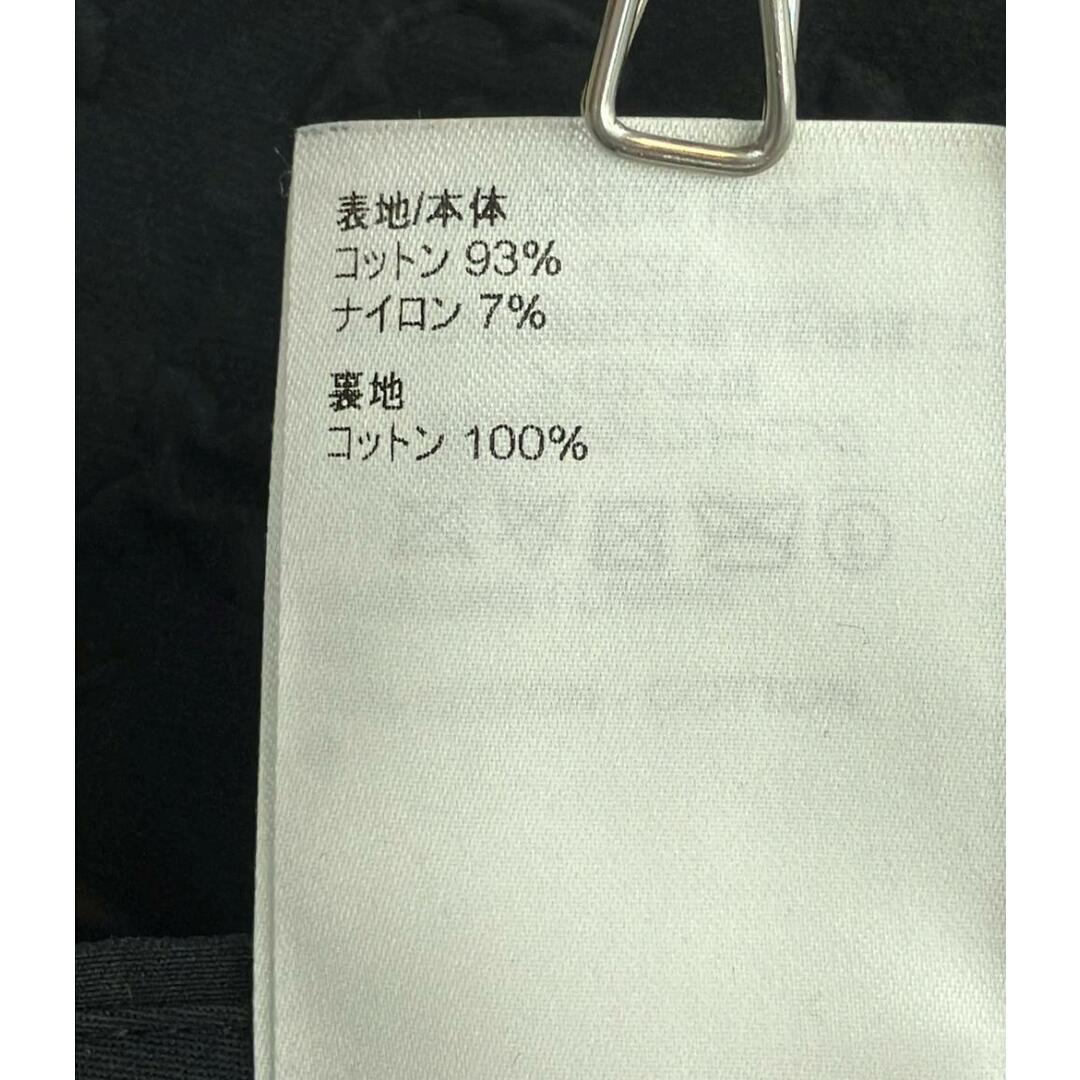 表地/本体
コットン 93%
ナイロン 7%
裏地
コットン 100%